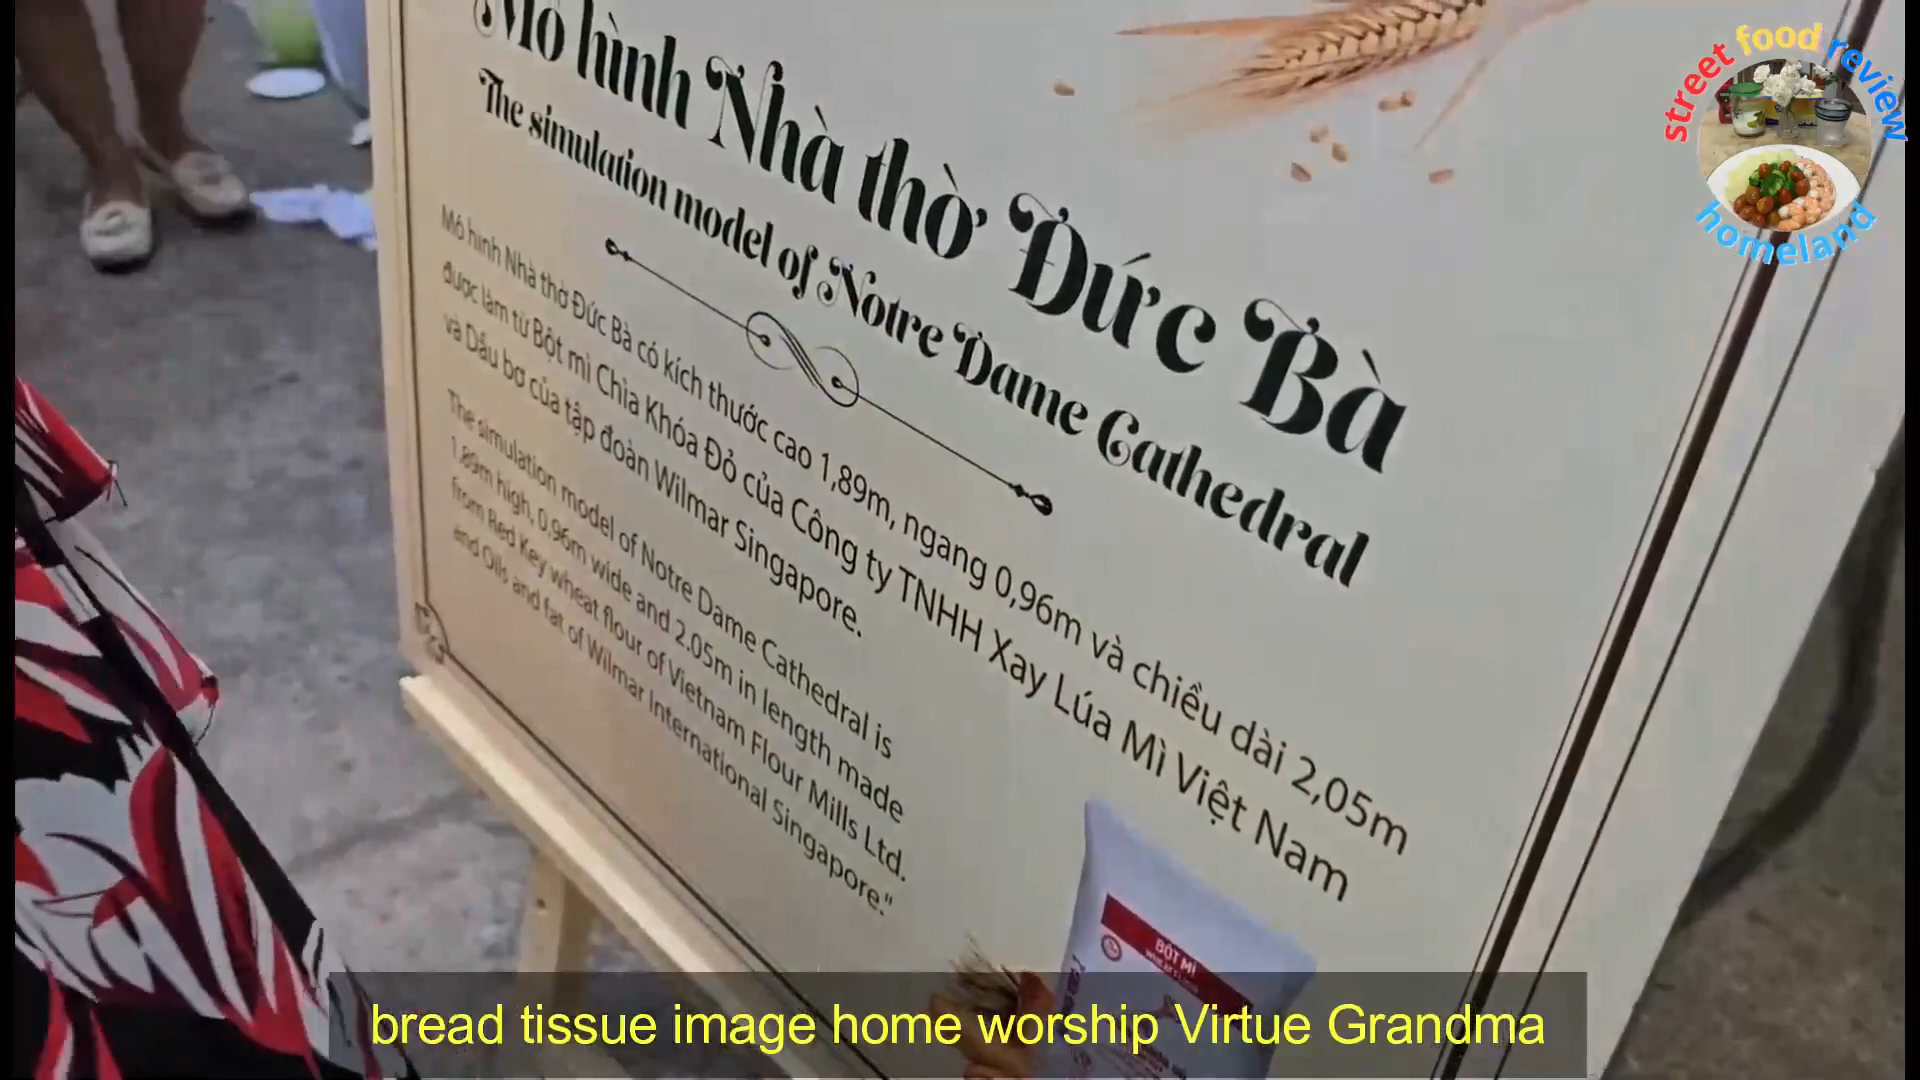 Mô hình Nhà thờ Đức Bà
The simulation model of Notre Dame Cathedral
Mô hình Nhà thờ Đức Bà có kích thước cao 1,89m, ngang 0,96m và chiều dài 2,05m
được làm từ Bột mì Chìa Khóa Đỏ của Công ty TNHH Xay Lúa Mì Việt Nam
và Dầu bơ của tập đoàn Wilmar Singapore.
The simulation model of Notre Dame Cathedral is
1.89m high, 0.96m wide and 2.05m in length made
from Red Key wheat flour of Vietnam Flour Mills Ltd.
and Oils and fat of Wilmar International Singapore."
BỘT MÌ
street food review
homeland
bread tissue image home worship Virtue Grandma